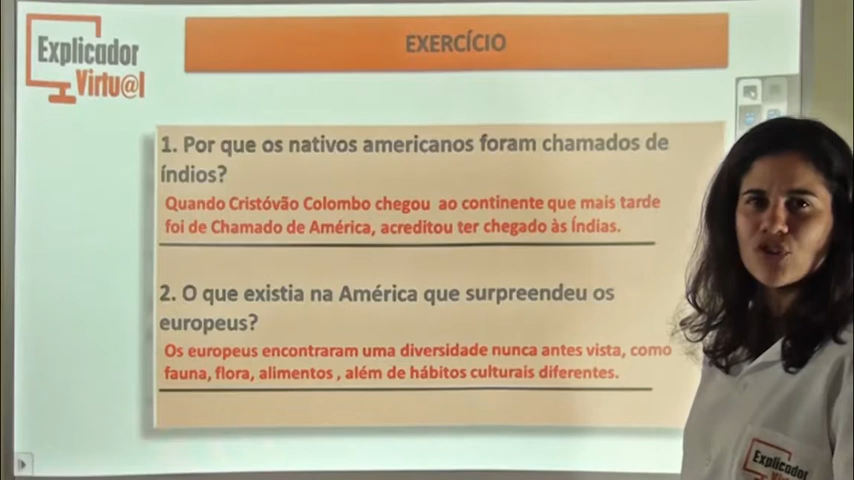 Explicador
Virtu@l
EXERCÍCIO
1. Por que os nativos americanos foram chamados de
índios?
Quando Cristóvão Colombo chegou ao continente que mais tarde
foi de Chamado de América, acreditou ter chegado às Índias.
2. O que existia na América que surpreendeu os
europeus?
Os europeus encontraram uma diversidade nunca antes vista, como
fauna, flora, alimentos , além de hábitos culturais diferentes.
Explicador